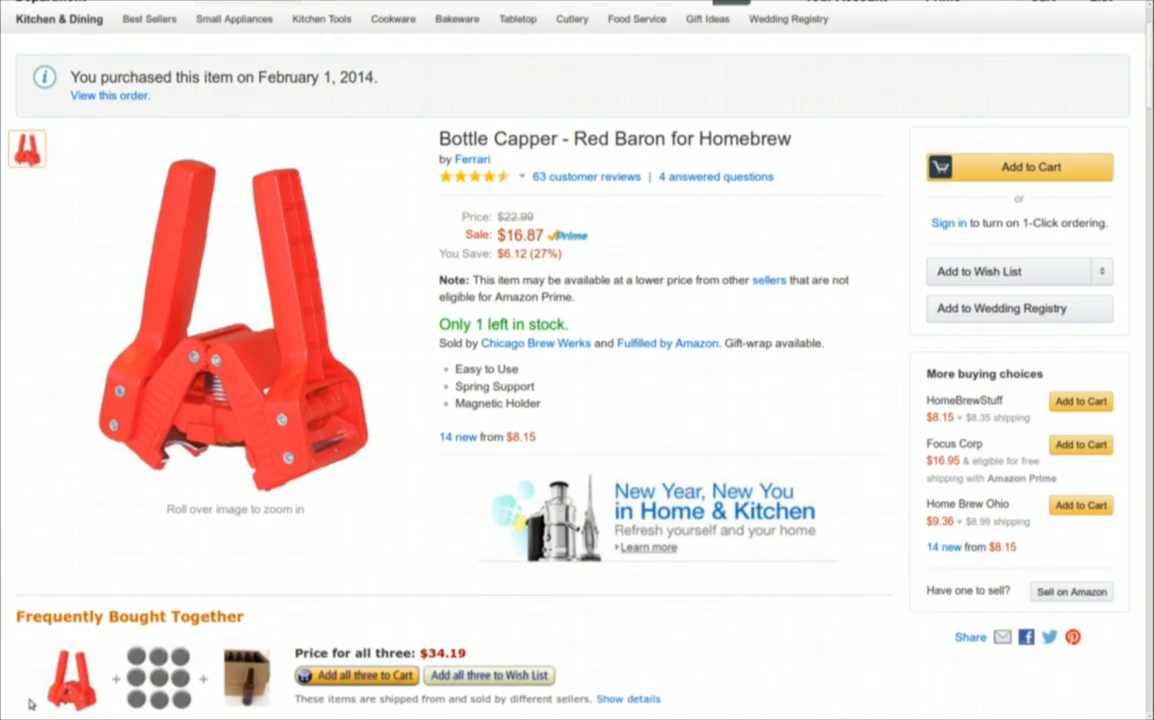 Kitchen & Dining Best Sellers Small Appliances Kitchen Tools Cookware Bakeware Tabletop Cutlery Food Service Gift Ideas Wedding Registry
You purchased this item on February 1, 2014.
View this order.
Bottle Capper - Red Baron for Homebrew
by Ferrari
63 customer reviews | 4 answered questions
Price: $22.99
Sale: $16.87 Prime
You Save: $6.12 (27%)
Note: This item may be available at a lower price from other sellers that are not
eligible for Amazon Prime.
Only 1 left in stock.
Sold by Chicago Brew Werks and Fulfilled by Amazon. Gift-wrap available.
Easy to Use
Spring Support
Magnetic Holder
14 new from $8.15
Roll over image to zoom in
New Year, New You
in Home & Kitchen
Refresh yourself and your home
Learn more
Add to Cart
or
Sign in to turn on 1-Click ordering.
Add to Wish List
Add to Wedding Registry
More buying choices
HomeBrewStuff Add to Cart
$8.15 + $8.35 shipping
Focus Corp Add to Cart
$16.95 & eligible for free
shipping with Amazon Prime
Home Brew Ohio Add to Cart
$9.36 + $8.99 shipping
14 new from $8.15
Have one to sell? Sell on Amazon
Share
Frequently Bought Together
Price for all three: $34.19
Add all three to Cart Add all three to Wish List
These items are shipped from and sold by different sellers. Show details